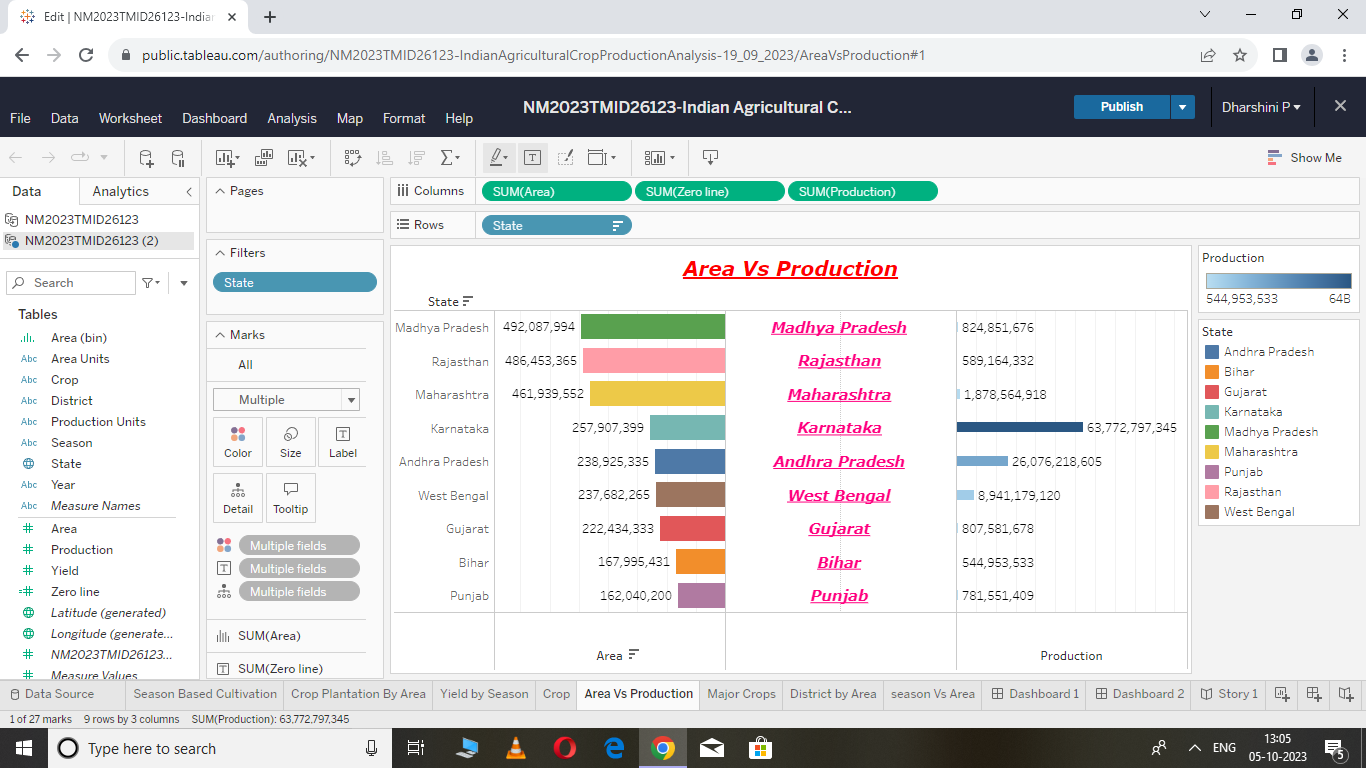 Edit | NM2023TMID26123-India
public.tableau.com/authoring/NM2023TMID26123-IndianAgriculturalCropProductionAnalysis-19_09_2023/AreaVsProduction#1
NM2023TMID26123-Indian Agricultural C...
Publish
Dharshini P
File Data Worksheet Dashboard Analysis Map Format Help
Show Me
Data Analytics
NM2023TMID26123
NM2023TMID26123 (2)
Search
Tables
Area (bin)
Abc Area Units
Abc Crop
Abc District
Abc Production Units
Abc Season
State
Abc Year
Abc Measure Names
Area
Production
Yield
Zero line
Latitude (generated)
Longitude (generate...
NM2023TMID26123...
Measure Values
Pages
Filters
State
Marks
All
Multiple
Color Size Label
Detail Tooltip
Multiple fields
Multiple fields
Multiple fields
SUM(Area)
SUM(Zero line)
Columns SUM(Area) SUM(Zero line) SUM(Production)
Rows State
Area Vs Production
State
Madhya Pradesh 492,087,994 Madhya Pradesh 824,851,676
Rajasthan 486,453,365 Rajasthan 589,164,332
Maharashtra 461,939,552 Maharashtra 1,878,564,918
Karnataka 257,907,399 Karnataka 63,772,797,345
Andhra Pradesh 238,925,335 Andhra Pradesh 26,076,218,605
West Bengal 237,682,265 West Bengal 8,941,179,120
Gujarat 222,434,333 Gujarat 807,581,678
Bihar 167,995,431 Bihar 544,953,533
Punjab 162,040,200 Punjab 781,551,409
Area Production
Production
544,953,533 64B
State
Andhra Pradesh
Bihar
Gujarat
Karnataka
Madhya Pradesh
Maharashtra
Punjab
Rajasthan
West Bengal
Data Source Season Based Cultivation Crop Plantation By Area Yield by Season Crop Area Vs Production Major Crops District by Area season Vs Area Dashboard 1 Dashboard 2 Story 1
1 of 27 marks 9 rows by 3 columns SUM(Production): 63,772,797,345
Type here to search
ENG
13:05
05-10-2023
5